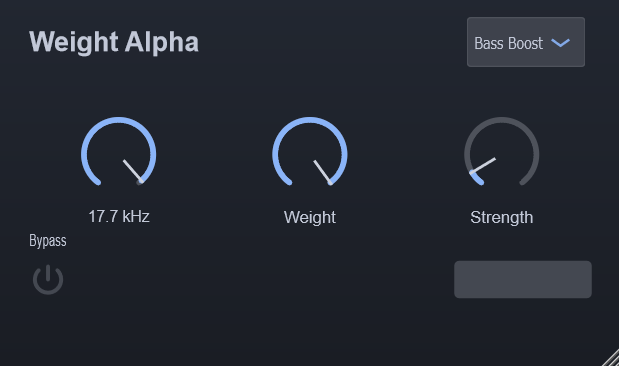 Weight Alpha
Bass Boost
17.7 kHz
Weight
Strength
Bypass